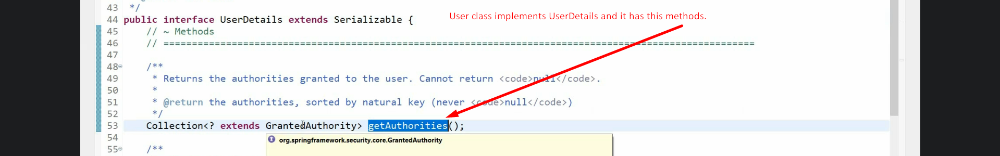 43 */
44 public interface UserDetails extends Serializable {
User class implements UserDetails and it has this methods.
45 // ~ Methods
46 // ========================================================================================================
47
48 /**
49 * Returns the authorities granted to the user. Cannot return <code>null</code>.
50 *
51 * @return the authorities, sorted by natural key (never <code>null</code>)
52 */
53 Collection<? extends GrantedAuthority> getAuthorities();
54
org.springframework.security.core.GrantedAuthority
55 /**